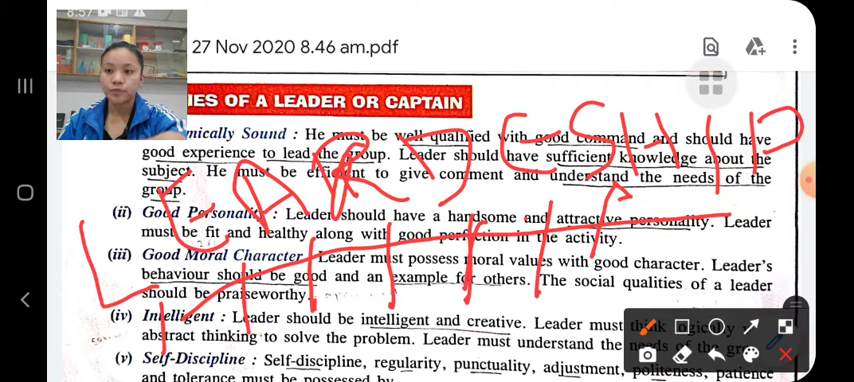 8:57
27 Nov 2020 8.46 am.pdf
IES OF A LEADER OR CAPTAIN
mically Sound : He must be well qualified with good command and should have
good experience to lead the group. Leader should have sufficient knowledge about the
subject. He must be efficient to give comment and understand the needs of the
group.
LEARDESHIP
(ii) Good Personality : Leader should have a handsome and attractive personality. Leader
must be fit and healthy along with good perfection in the activity.
(iii) Good Moral Character : Leader must possess moral values with good character. Leader's
behaviour should be good and an example for others. The social qualities of a leader
should be praiseworthy.
(iv) Intelligent : Leader should be intelligent and creative. Leader must think logically
abstract thinking to solve the problem. Leader must understand the needs of the gr
(v) Self-Discipline : Self-discipline, regularity, punctuality, adjustment, politeness, patience
and tolerance must be possessed by